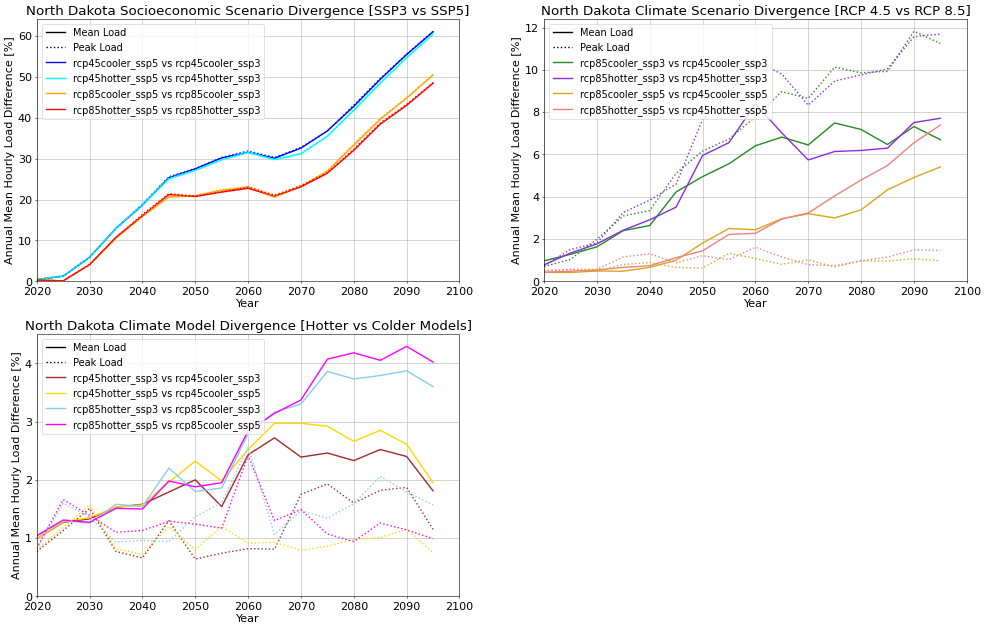 North Dakota Socioeconomic Scenario Divergence [SSP3 vs SSP5]
Annual Mean Hourly Load Difference [%]
60
50
40
30
20
10
0
Mean Load
Peak Load
rcp45cooler_ssp5 vs rcp45cooler_ssp3
rcp45hotter_ssp5 vs rcp45hotter_ssp3
rcp85cooler_ssp5 vs rcp85cooler_ssp3
rcp85hotter_ssp5 vs rcp85hotter_ssp3
2020 2030 2040 2050 2060 2070 2080 2090 2100
Year
North Dakota Climate Scenario Divergence [RCP 4.5 vs RCP 8.5]
Annual Mean Hourly Load Difference [%]
12
10
8
6
4
2
0
Mean Load
Peak Load
rcp85cooler_ssp3 vs rcp45cooler_ssp3
rcp85hotter_ssp3 vs rcp45hotter_ssp3
rcp85cooler_ssp5 vs rcp45cooler_ssp5
rcp85hotter_ssp5 vs rcp45hotter_ssp5
2020 2030 2040 2050 2060 2070 2080 2090 2100
Year
North Dakota Climate Model Divergence [Hotter vs Colder Models]
Annual Mean Hourly Load Difference [%]
4
3
2
1
0
Mean Load
Peak Load
rcp45hotter_ssp3 vs rcp45cooler_ssp3
rcp45hotter_ssp5 vs rcp45cooler_ssp5
rcp85hotter_ssp3 vs rcp85cooler_ssp3
rcp85hotter_ssp5 vs rcp85cooler_ssp5
2020 2030 2040 2050 2060 2070 2080 2090 2100
Year